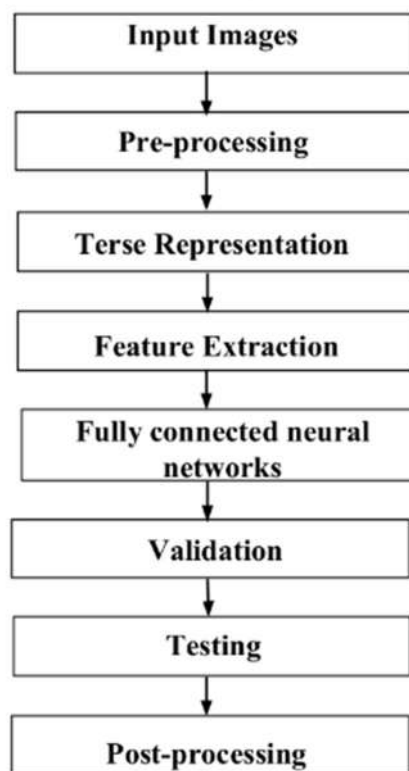 Input Images
Pre-processing
Terse Representation
Feature Extraction
Fully connected neural
networks
Validation
Testing
Post-processing